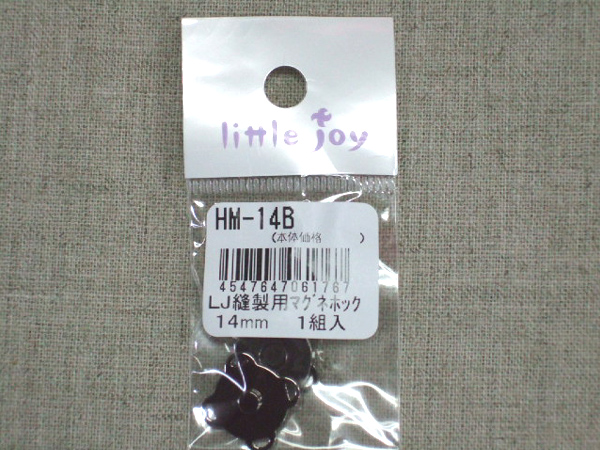 little joy
HM-14B
(本体価格 )
4547647061767
LJ縫製用マグネホック
14mm 1組入